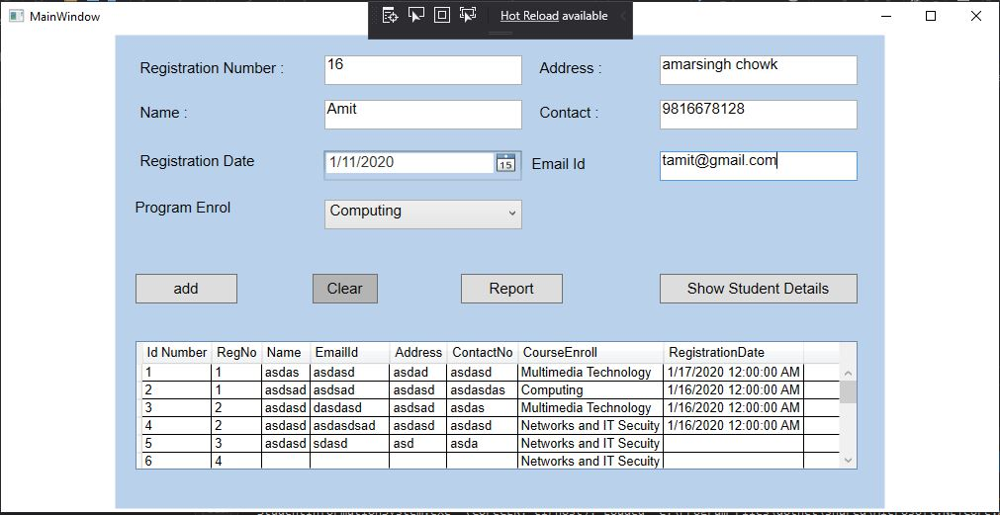 MainWindow
Hot Reload available
Registration Number : 16 Address : amarsingh chowk
Name : Amit Contact : 9816678128
Registration Date 1/11/2020 15 Email Id tamit@gmail.com
Program Enrol Computing
add Clear Report Show Student Details
Id Number RegNo Name EmailId Address ContactNo CourseEnroll RegistrationDate
1 1 asdas asdasd asdad asdasd Multimedia Technology 1/17/2020 12:00:00 AM
2 1 asdsad asdsad asdasd asdasdas Computing 1/16/2020 12:00:00 AM
3 2 asdasd dasdasd asdsad asdas Multimedia Technology 1/16/2020 12:00:00 AM
4 2 asdasd asdasdsad asdasd asdasd Networks and IT Secuity 1/16/2020 12:00:00 AM
5 3 asdasd sdasd asd asda Networks and IT Secuity
6 4 Networks and IT Secuity